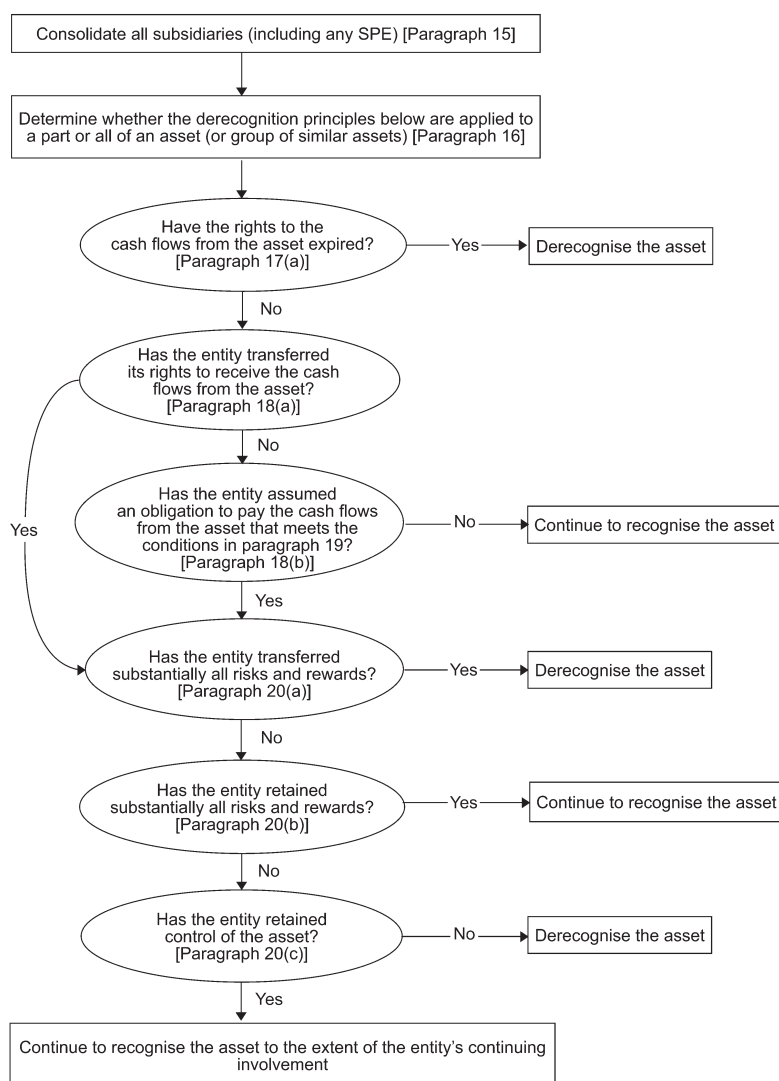 Consolidate all subsidiaries (including any SPE) [Paragraph 15]
Determine whether the derecognition principles below are applied to
a part or all of an asset (or group of similar assets) [Paragraph 16]
Have the rights to the
cash flows from the asset expired?
[Paragraph 17(a)]
Yes
Derecognise the asset
No
Has the entity transferred
its rights to receive the cash
flows from the asset?
[Paragraph 18(a)]
No
Yes
Has the entity assumed
an obligation to pay the cash flows
from the asset that meets the
conditions in paragraph 19?
[Paragraph 18(b)]
No
Continue to recognise the asset
Yes
Has the entity transferred
substantially all risks and rewards?
[Paragraph 20(a)]
Yes
Derecognise the asset
No
Has the entity retained
substantially all risks and rewards?
[Paragraph 20(b)]
Yes
Continue to recognise the asset
No
Has the entity retained
control of the asset?
[Paragraph 20(c)]
No
Derecognise the asset
Yes
Continue to recognise the asset to the extent of the entity's continuing
involvement